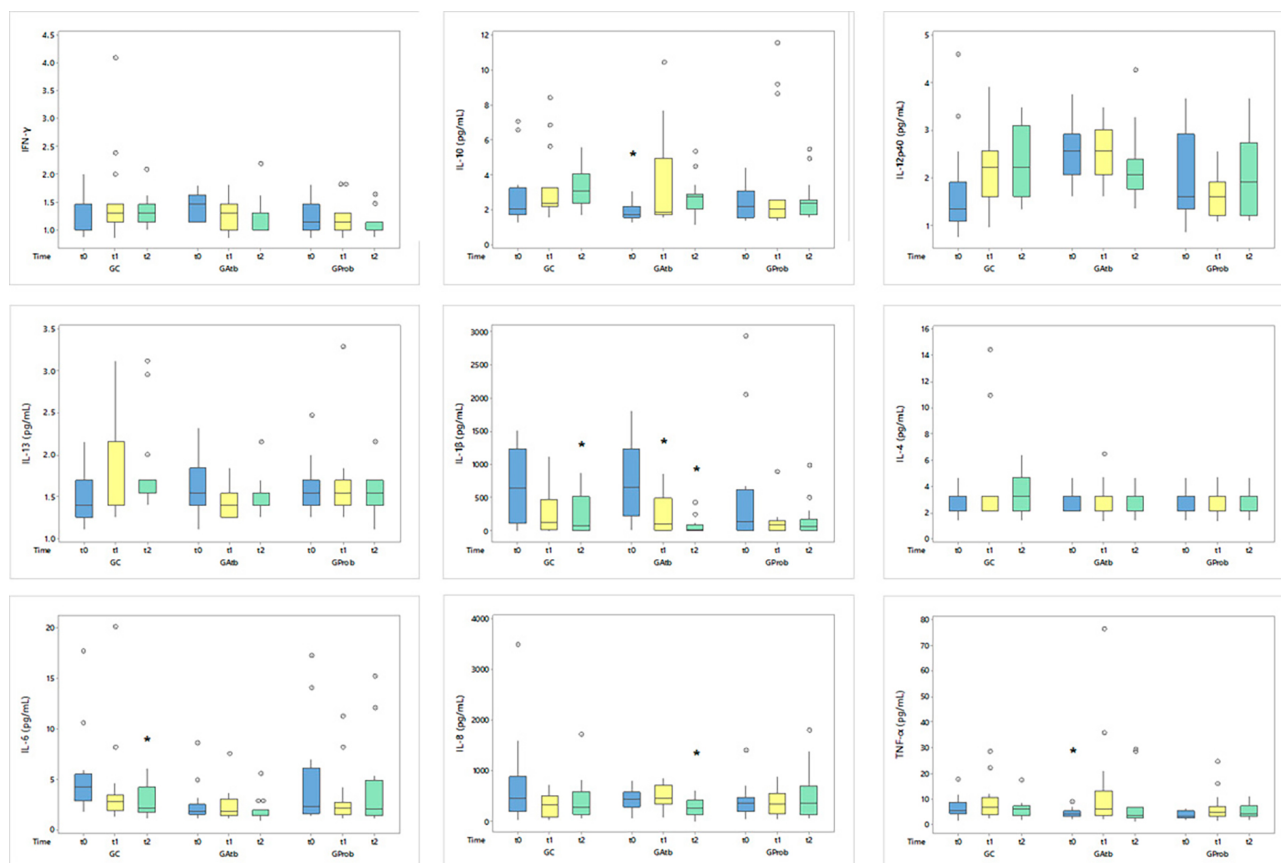 IFN-γ
4.5
4.0
3.5
3.0
2.5
2.0
1.5
1.0
Time t0 t1 t2 t0 t1 t2 t0 t1 t2
GC GAtb GProb
IL-10 (pg/mL)
12
10
8
6
4
2
0
*
Time t0 t1 t2 t0 t1 t2 t0 t1 t2
GC GAtb GProb
IL-12p40 (pg/mL)
5
4
3
2
1
Time t0 t1 t2 t0 t1 t2 t0 t1 t2
GC GAtb GProb
IL-13 (pg/mL)
3.5
3.0
2.5
2.0
1.5
1.0
Time t0 t1 t2 t0 t1 t2 t0 t1 t2
GC GAtb GProb
IL-1β (pg/mL)
3000
2500
2000
1500
1000
500
0
* * *
Time t0 t1 t2 t0 t1 t2 t0 t1 t2
GC GAtb GProb
IL-4 (pg/mL)
16
14
12
10
8
6
4
2
0
Time t0 t1 t2 t0 t1 t2 t0 t1 t2
GC GAtb GProb
IL-6 (pg/mL)
20
15
10
5
0
*
Time t0 t1 t2 t0 t1 t2 t0 t1 t2
GC GAtb GProb
IL-8 (pg/mL)
4000
3000
2000
1000
0
*
Time t0 t1 t2 t0 t1 t2 t0 t1 t2
GC GAtb GProb
TNF-α (pg/mL)
80
70
60
50
40
30
20
10
0
*
Time t0 t1 t2 t0 t1 t2 t0 t1 t2
GC GAtb GProb